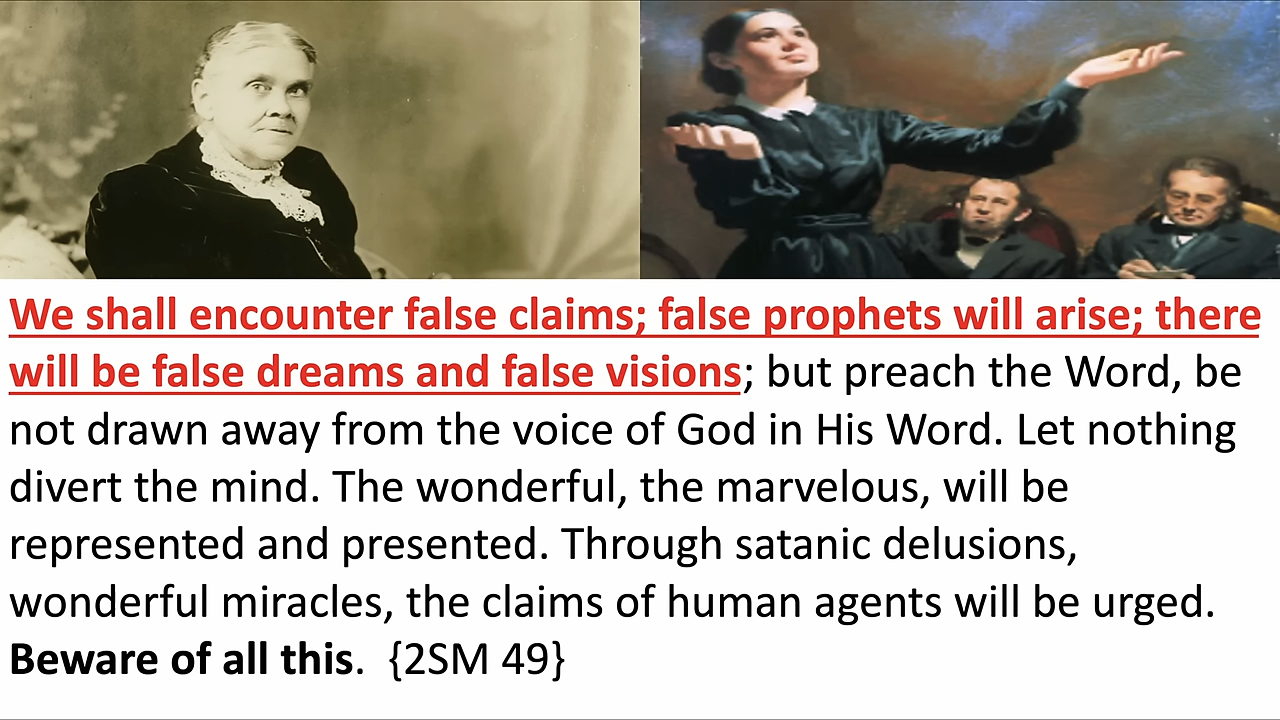 We shall encounter false claims; false prophets will arise; there
will be false dreams and false visions; but preach the Word, be
not drawn away from the voice of God in His Word. Let nothing
divert the mind. The wonderful, the marvelous, will be
represented and presented. Through satanic delusions,
wonderful miracles, the claims of human agents will be urged.
Beware of all this.  {2SM 49}